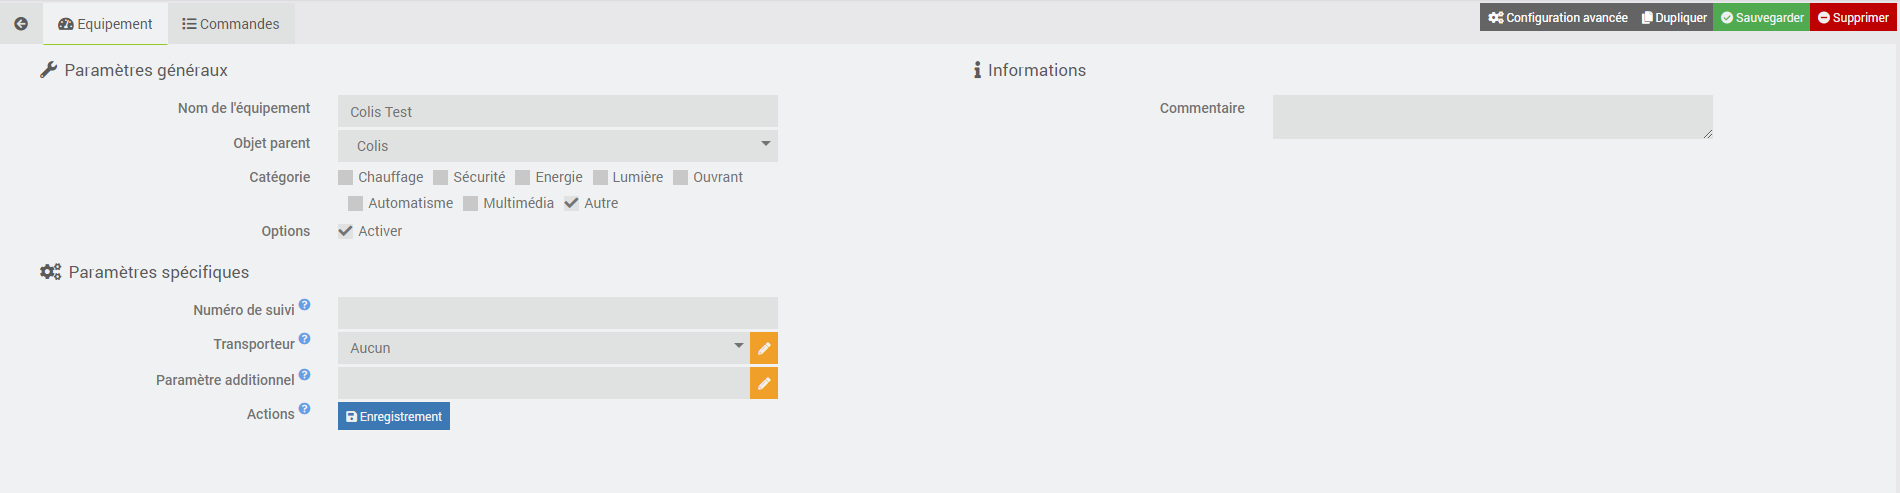 Equipement
Commandes
Configuration avancée
Dupliquer
Sauvegarder
Supprimer
Paramètres généraux
Nom de l'équipement
Colis Test
Objet parent
Colis
Catégorie
Chauffage Sécurité Energie Lumière Ouvrant
Automatisme Multimédia Autre
Options
Activer
Paramètres spécifiques
Numéro de suivi ?
Transporteur ?
Aucun
Paramètre additionnel ?
Actions ?
Enregistrement
Informations
Commentaire